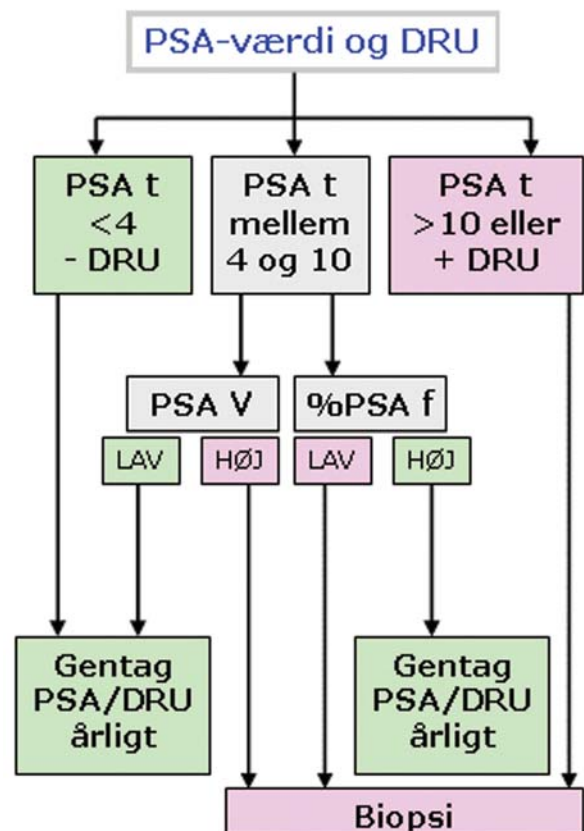 PSA-værdi og DRU
PSA t
<4
- DRU
PSA t
mellem
4 og 10
PSA t
>10 eller
+ DRU
PSA V
%PSA f
LAV
HØJ
LAV
HØJ
Gentag
PSA/DRU
årligt
Gentag
PSA/DRU
årligt
Biopsi